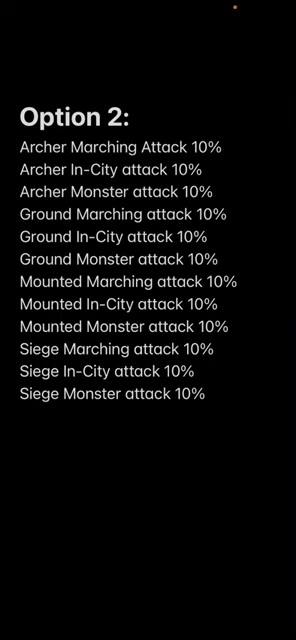 Option 2:
Archer Marching Attack 10%
Archer In-City attack 10%
Archer Monster attack 10%
Ground Marching attack 10%
Ground In-City attack 10%
Ground Monster attack 10%
Mounted Marching attack 10%
Mounted In-City attack 10%
Mounted Monster attack 10%
Siege Marching attack 10%
Siege In-City attack 10%
Siege Monster attack 10%